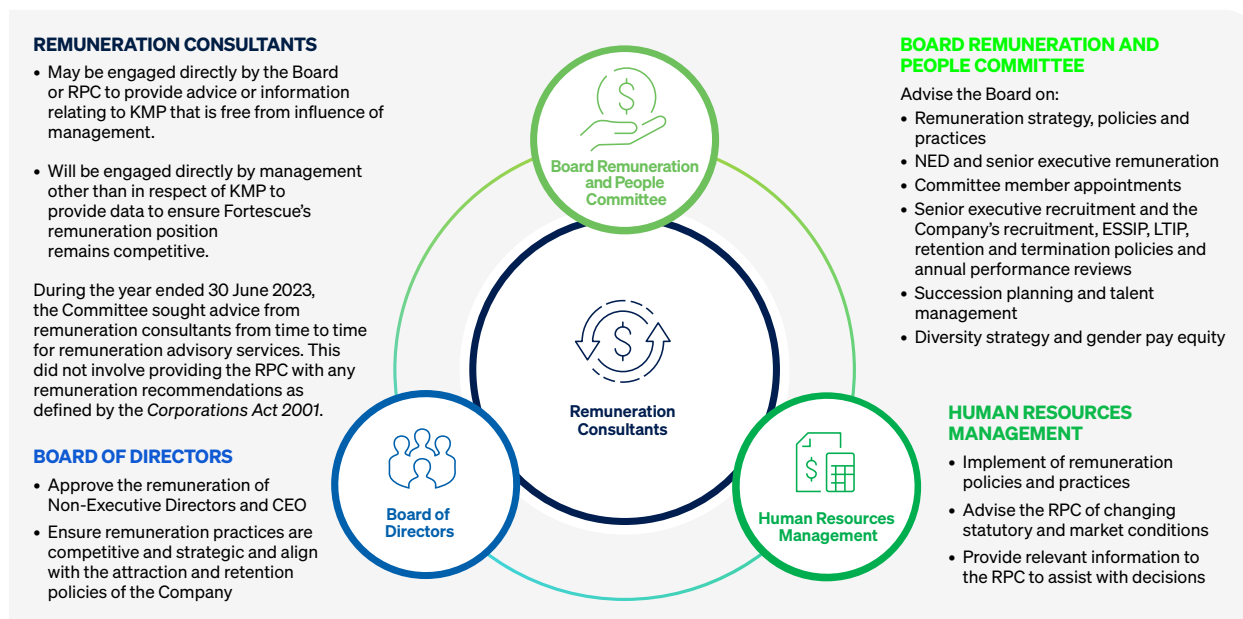 REMUNERATION CONSULTANTS
• May be engaged directly by the Board
or RPC to provide advice or information
relating to KMP that is free from influence of
management.
• Will be engaged directly by management
other than in respect of KMP to
provide data to ensure Fortescue’s
remuneration position
remains competitive.
During the year ended 30 June 2023,
the Committee sought advice from
remuneration consultants from time to time
for remuneration advisory services. This
did not involve providing the RPC with any
remuneration recommendations as
defined by the Corporations Act 2001.
BOARD OF DIRECTORS
• Approve the remuneration of
Non-Executive Directors and CEO
• Ensure remuneration practices are
competitive and strategic and align
with the attraction and retention
policies of the Company
$
Board Remuneration
and People
Committee
$
Remuneration
Consultants
Board of
Directors
$
Human Resources
Management
BOARD REMUNERATION AND
PEOPLE COMMITTEE
Advise the Board on:
• Remuneration strategy, policies and
practices
• NED and senior executive remuneration
• Committee member appointments
• Senior executive recruitment and the
Company’s recruitment, ESSIP, LTIP,
retention and termination policies and
annual performance reviews
• Succession planning and talent
management
• Diversity strategy and gender pay equity
HUMAN RESOURCES
MANAGEMENT
• Implement of remuneration
policies and practices
• Advise the RPC of changing
statutory and market conditions
• Provide relevant information to
the RPC to assist with decisions